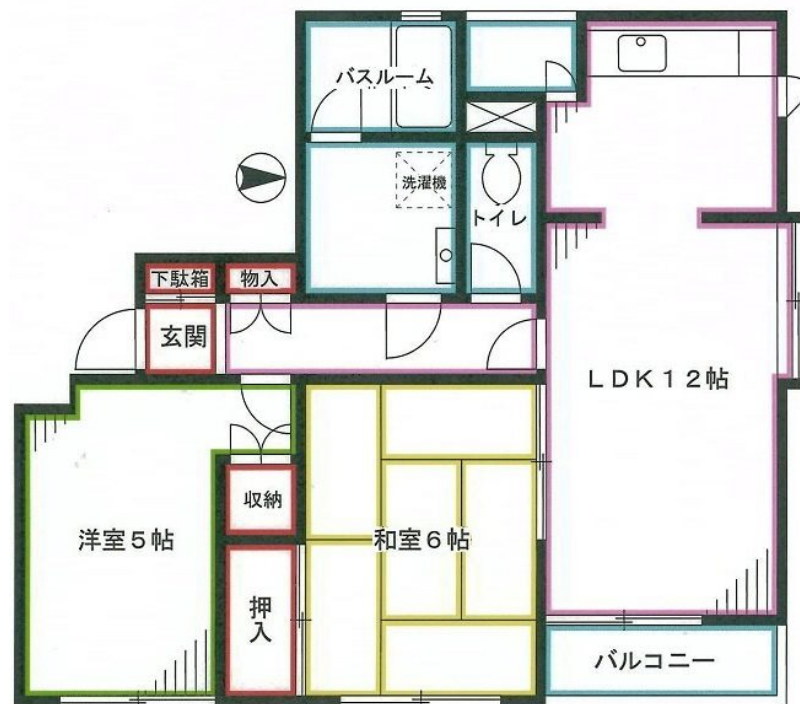 バスルーム
洗濯機
トイレ
下駄箱
物入
玄関
LDK12帖
収納
洋室5帖
和室6帖
押入
バルコニー